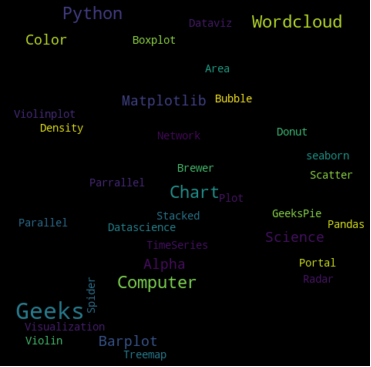 Python
Dataviz
Wordcloud
Color
Boxplot
Area
Matplotlib
Bubble
Violinplot
Density
Network
Donut
seaborn
Brewer
Scatter
Parrallel
Chart
Plot
Stacked
GeeksPie
Parallel
Datascience
Pandas
Science
TimeSeries
Alpha
Portal
Computer
Radar
Spider
Geeks
Visualization
Violin
Barplot
Treemap